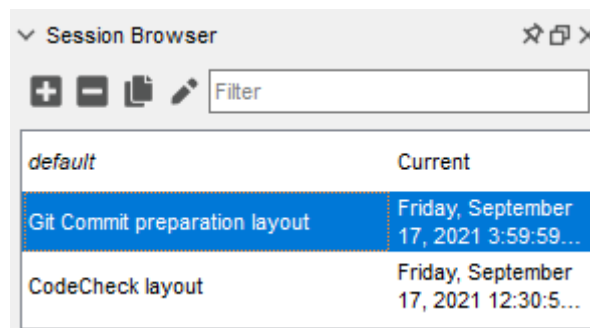 Session Browser
Filter
default Current
Git Commit preparation layout Friday, September
17, 2021 3:59:59...
CodeCheck layout Friday, September
17, 2021 12:30:5...